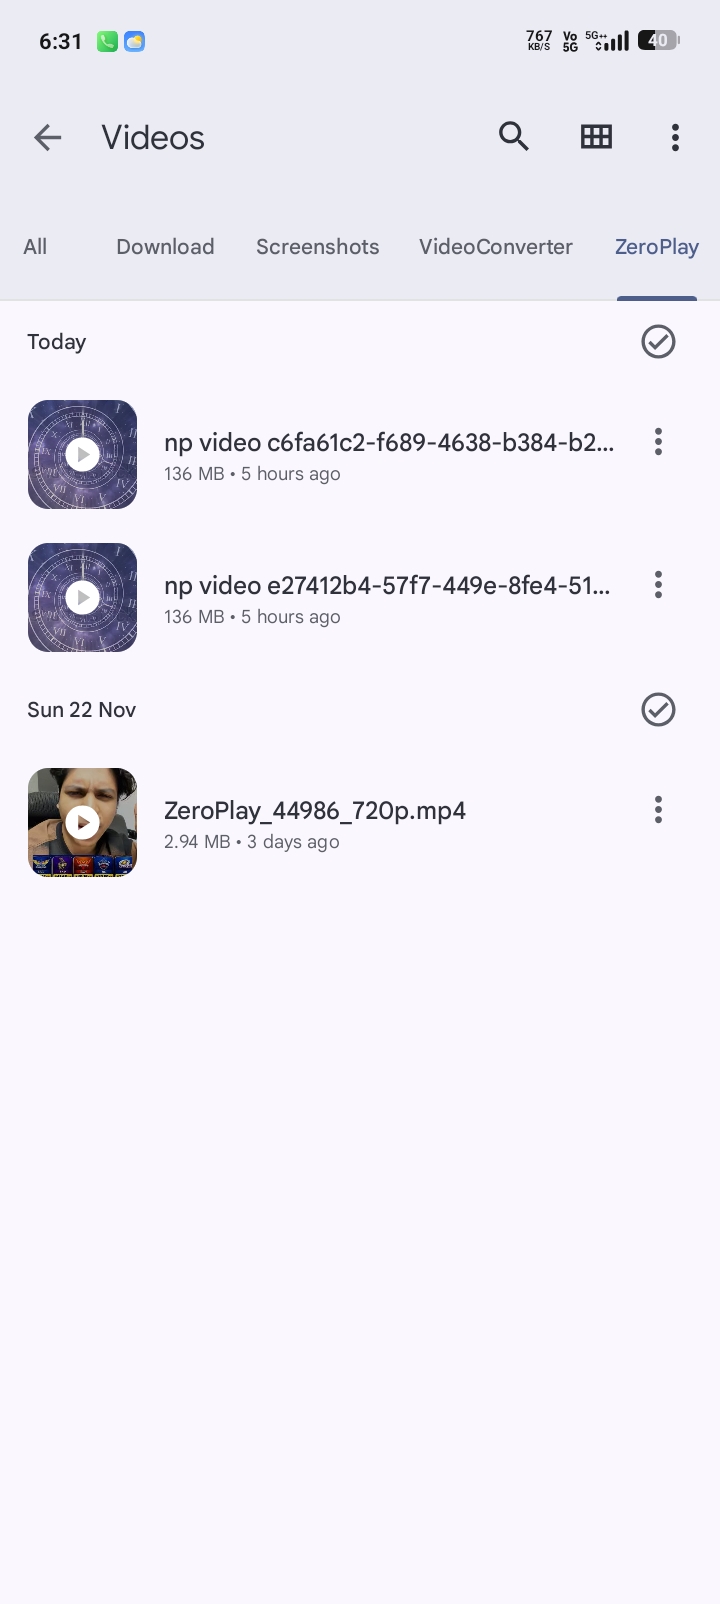 6:31
767 KB/S Vo 5G 5G++ 40
Videos
All Download Screenshots VideoConverter ZeroPlay
Today
np video c6fa61c2-f689-4638-b384-b2...
136 MB • 5 hours ago
np video e27412b4-57f7-449e-8fe4-51...
136 MB • 5 hours ago
Sun 22 Nov
ZeroPlay_44986_720p.mp4
2.94 MB • 3 days ago